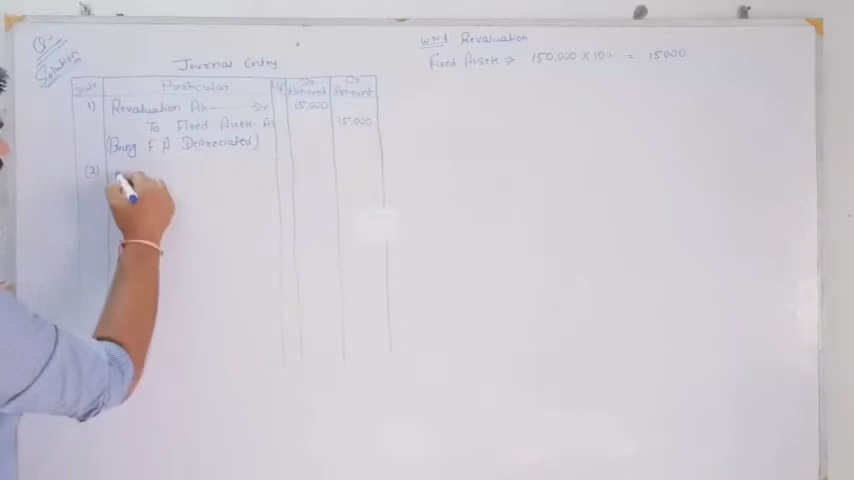 Q-
Solution
Journal Entry
Date Particular L.F Dr Amount Cr Amount
1) Revaluation A/c Dr 15,000
To Fixed Assets A/ 15,000
(Being F A Depreciated)
(2)
W.N.1 Revaluation
Fixed Assets ⇒ 150,000 X 10% = 15000